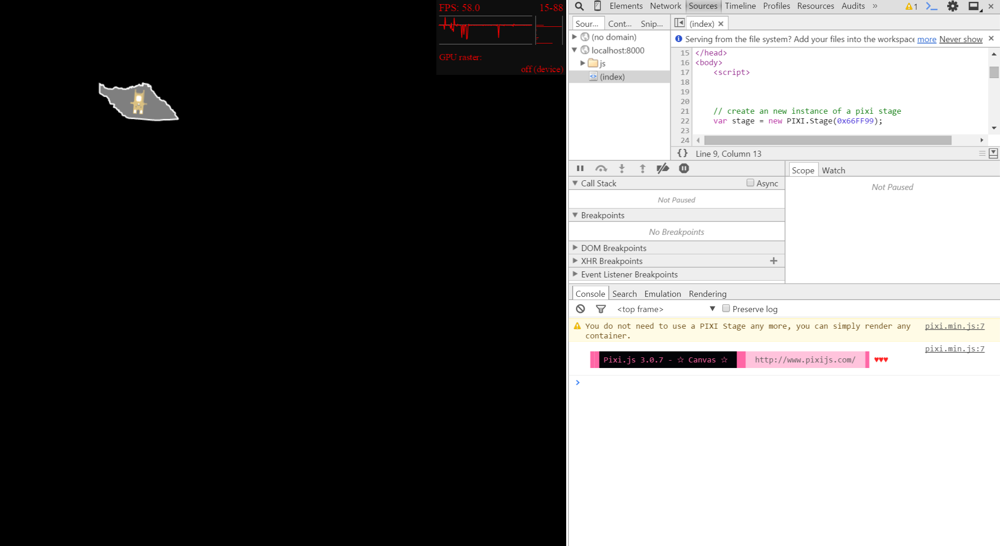 FPS: 58.0 15-88
GPU raster:
off (device)
Elements Network Sources Timeline Profiles Resources Audits » 1
Sour... Cont... Snip... (index)
(no domain)
localhost:8000
js
(index)
Serving from the file system? Add your files into the workspace more Never show
15 </head>
16 <body>
17 <script>
18
19
20
21 // create an new instance of a pixi stage
22 var stage = new PIXI.Stage(0x66FF99);
23
24
{} Line 9, Column 13
Call Stack Async
Not Paused
Breakpoints
No Breakpoints
DOM Breakpoints
XHR Breakpoints
Event Listener Breakpoints
Scope Watch
Not Paused
Console Search Emulation Rendering
<top frame> Preserve log
You do not need to use a PIXI Stage any more, you can simply render any pixi.min.js:7
container.
pixi.min.js:7
Pixi.js 3.0.7 - ☆ Canvas ☆ http://www.pixijs.com/ ♥♥♥